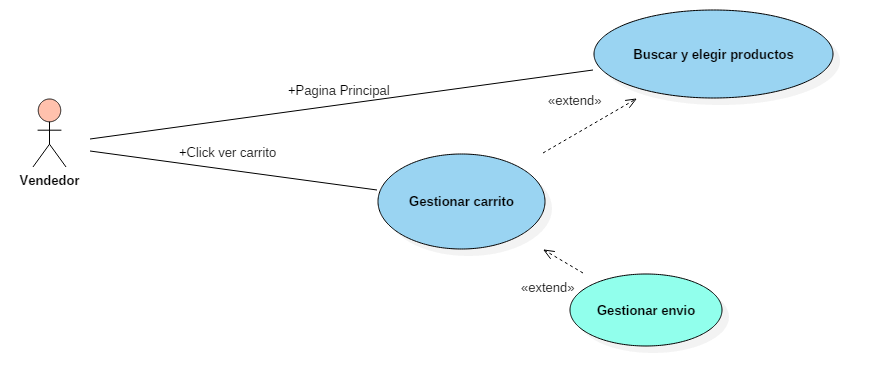 Buscar y elegir productos
+Pagina Principal
«extend»
+Click ver carrito
Vendedor
Gestionar carrito
«extend»
Gestionar envio